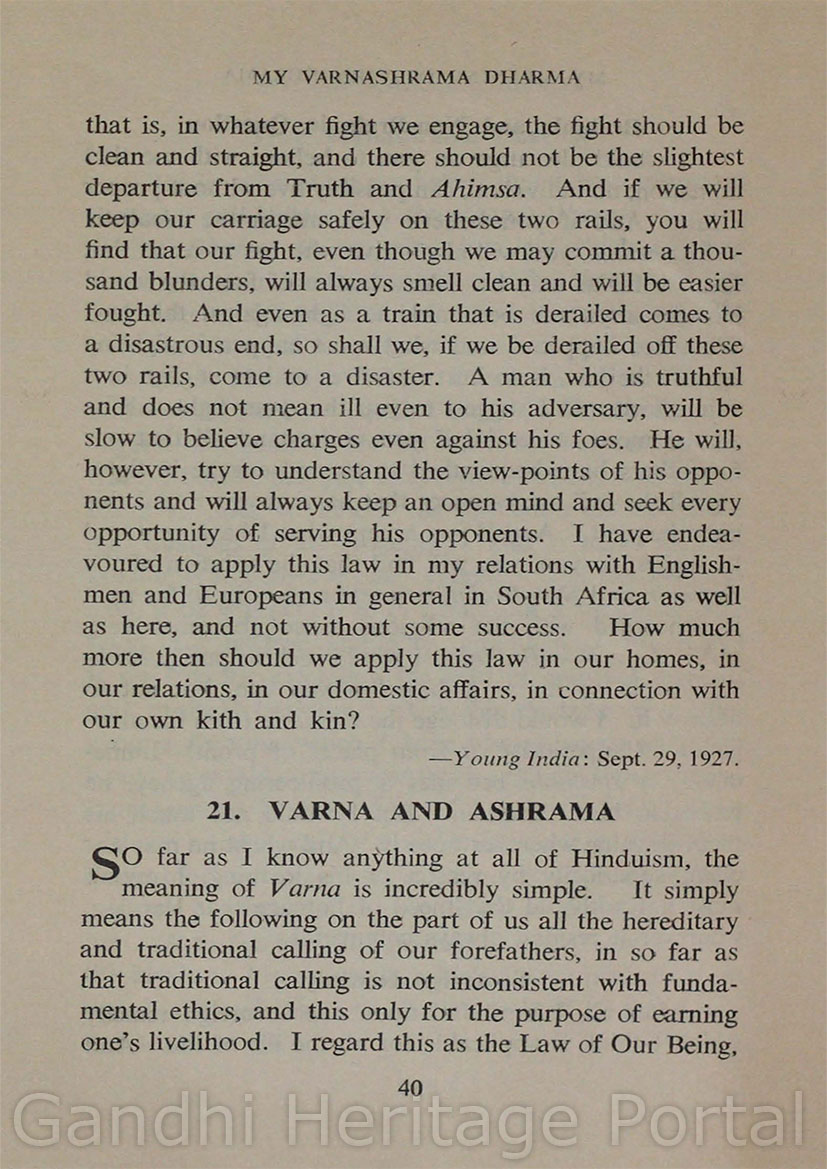 MY VARNASHRAMA DHARMA
that is, in whatever fight we engage, the fight should be
clean and straight, and there should not be the slightest
departure from Truth and Ahimsa. And if we will
keep our carriage safely on these two rails, you will
find that our fight, even though we may commit a thou-
sand blunders, will always smell clean and will be easier
fought. And even as a train that is derailed comes to
a disastrous end, so shall we, if we be derailed off these
two rails, come to a disaster. A man who is truthful
and does not mean ill even to his adversary, will be
slow to believe charges even against his foes. He will,
however, try to understand the view-points of his oppo-
nents and will always keep an open mind and seek every
opportunity of serving his opponents. I have endea-
voured to apply this law in my relations with English-
men and Europeans in general in South Africa as well
as here, and not without some success. How much
more then should we apply this law in our homes, in
our relations, in our domestic affairs, in connection with
our own kith and kin?
—Young India: Sept. 29, 1927.
21. VARNA AND ASHRAMA
SO far as I know anything at all of Hinduism, the
meaning of Varna is incredibly simple. It simply
means the following on the part of us all the hereditary
and traditional calling of our forefathers, in so far as
that traditional calling is not inconsistent with funda-
mental ethics, and this only for the purpose of earning
one's livelihood. I regard this as the Law of Our Being,
40
Gandhi Heritage Portal